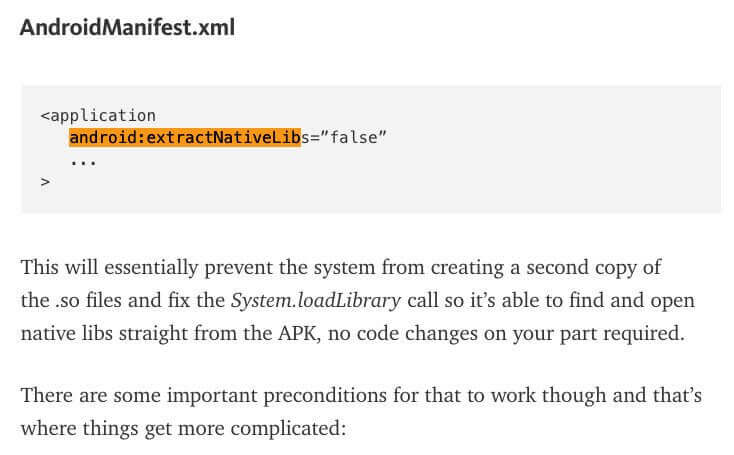 AndroidManifest.xml
<application
android:extractNativeLibs=”false”
...
>
This will essentially prevent the system from creating a second copy of
the .so files and fix the System.loadLibrary call so it’s able to find and open
native libs straight from the APK, no code changes on your part required.
There are some important preconditions for that to work though and that’s
where things get more complicated: